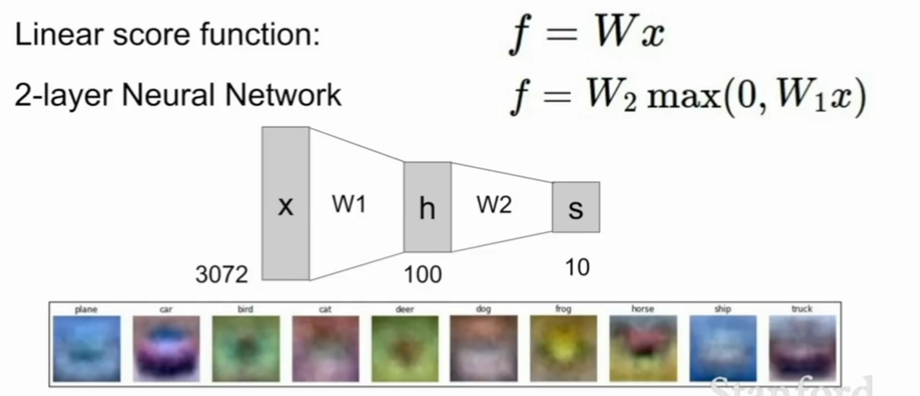 Linear score function: f = Wx
2-layer Neural Network f = W₂ max(0, W₁x)
x W1 h W2 s
3072 100 10
plane car bird cat deer dog frog horse ship truck
Stanford